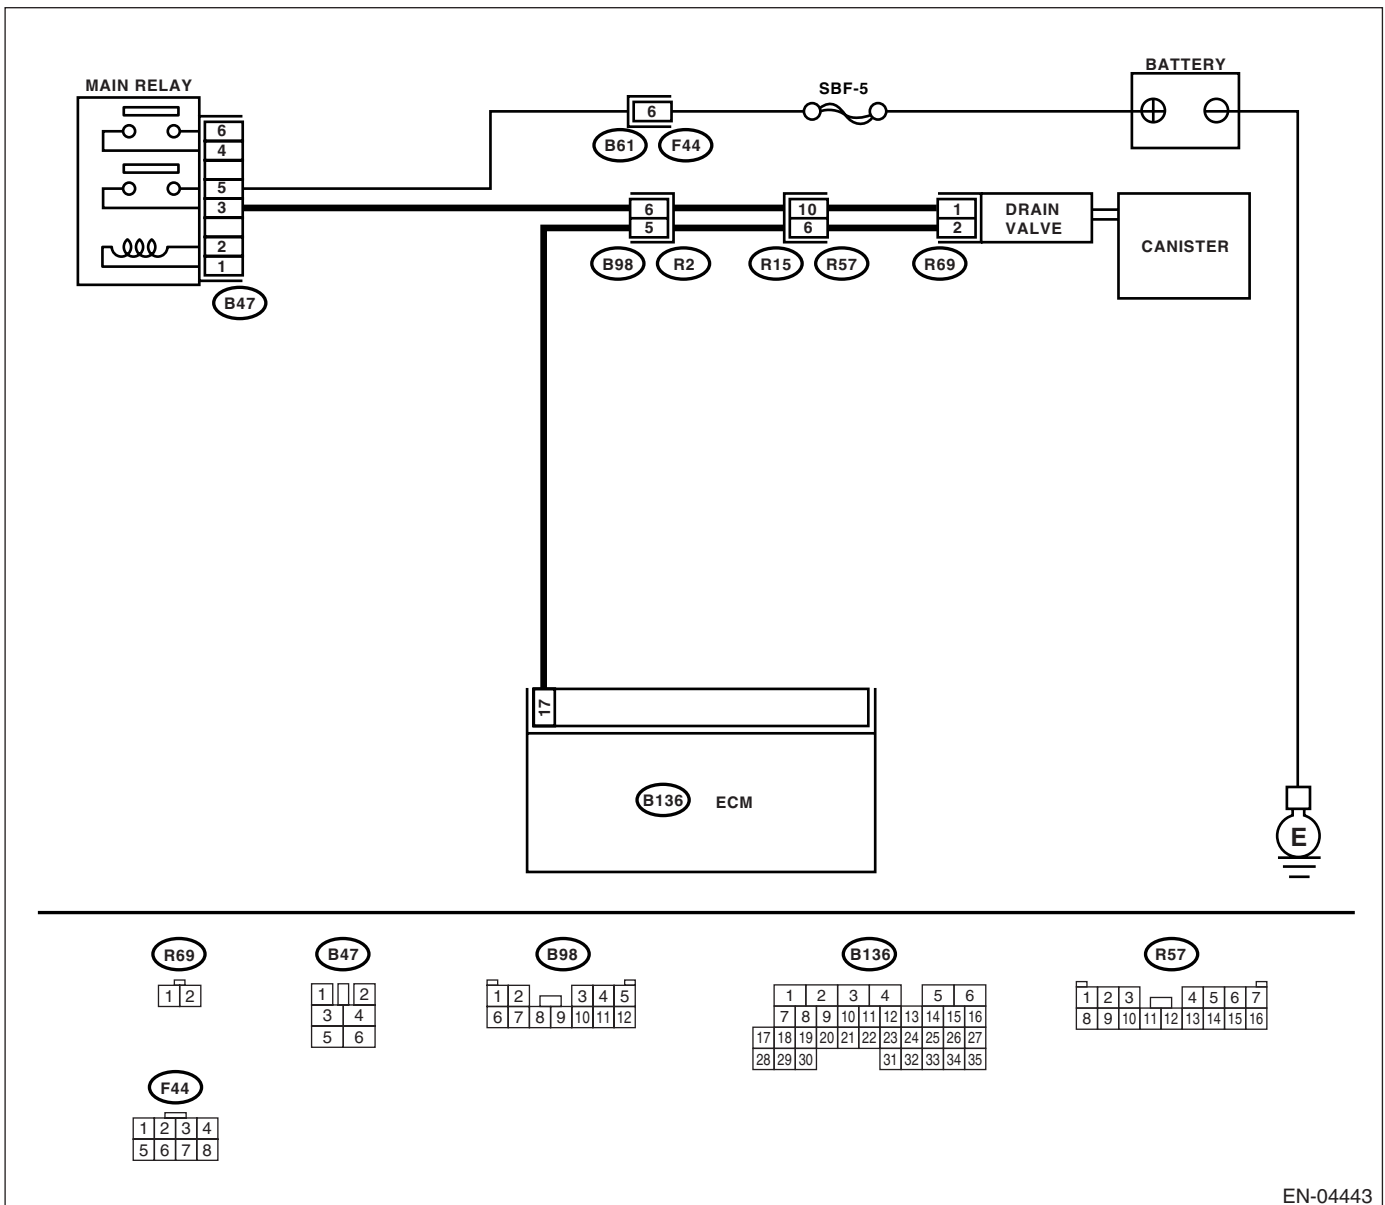 BATTERY
MAIN RELAY
SBF-5
6
B61 F44
6
4
5
3
2
1
B47
6
5
B98 R2
10
6
R15 R57
1
2
R69
DRAIN
VALVE
CANISTER
17
B136 ECM
E
R69
1 2
B47
1 2
3 4
5 6
B98
1 2 3 4 5
6 7 8 9 10 11 12
B136
1 2 3 4 5 6
7 8 9 10 11 12 13 14 15 16
17 18 19 20 21 22 23 24 25 26 27
28 29 30 31 32 33 34 35
R57
1 2 3 4 5 6 7
8 9 10 11 12 13 14 15 16
F44
1 2 3 4
5 6 7 8
EN-04443